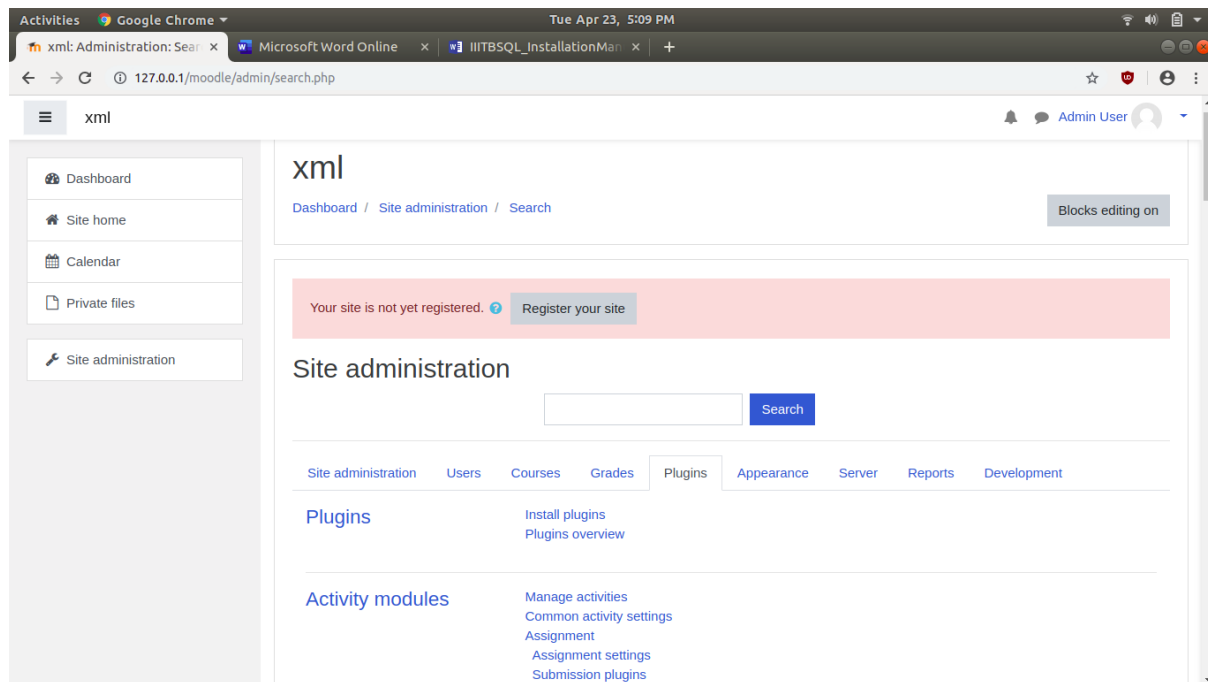 Activities Google Chrome Tue Apr 23, 5:09 PM
xml: Administration: Sear Microsoft Word Online IIITBSQL_InstallationMan
127.0.0.1/moodle/admin/search.php
xml Admin User
Dashboard
Site home
Calendar
Private files
Site administration
xml
Dashboard / Site administration / Search
Blocks editing on
Your site is not yet registered. Register your site
Site administration
Search
Site administration Users Courses Grades Plugins Appearance Server Reports Development
Plugins
Install plugins
Plugins overview
Activity modules
Manage activities
Common activity settings
Assignment
Assignment settings
Submission plugins